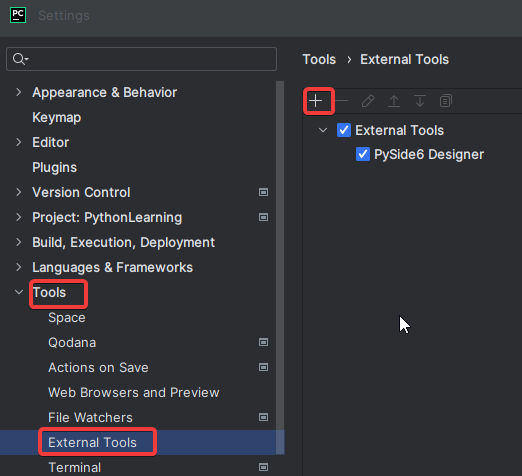 PC
Settings
Tools › External Tools
Appearance & Behavior
Keymap
Editor
Plugins
Version Control
Project: PythonLearning
Build, Execution, Deployment
Languages & Frameworks
Tools
Space
Qodana
Actions on Save
Web Browsers and Preview
File Watchers
External Tools
Terminal
External Tools
PySide6 Designer